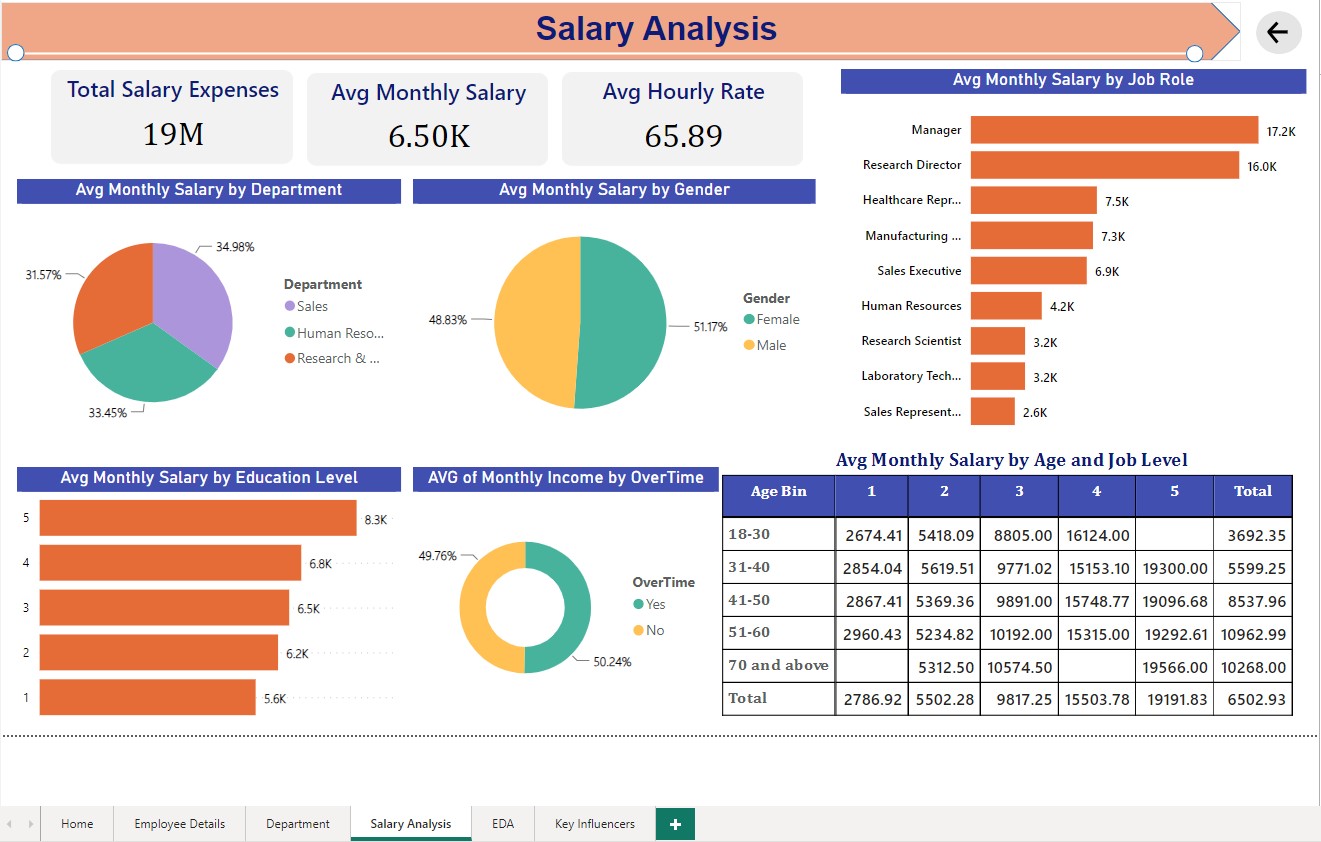 Salary Analysis
Total Salary Expenses
19M
Avg Monthly Salary
6.50K
Avg Hourly Rate
65.89
Avg Monthly Salary by Department
34.98%
31.57%
33.45%
Department
Sales
Human Reso...
Research & ...
Avg Monthly Salary by Gender
48.83%
51.17%
Gender
Female
Male
Avg Monthly Salary by Job Role
Manager 17.2K
Research Director 16.0K
Healthcare Repr... 7.5K
Manufacturing ... 7.3K
Sales Executive 6.9K
Human Resources 4.2K
Research Scientist 3.2K
Laboratory Tech... 3.2K
Sales Represent... 2.6K
Avg Monthly Salary by Education Level
5 8.3K
4 6.8K
3 6.5K
2 6.2K
1 5.6K
AVG of Monthly Income by OverTime
49.76%
50.24%
OverTime
Yes
No
Avg Monthly Salary by Age and Job Level
Age Bin 1 2 3 4 5 Total
18-30 2674.41 5418.09 8805.00 16124.00 3692.35
31-40 2854.04 5619.51 9771.02 15153.10 19300.00 5599.25
41-50 2867.41 5369.36 9891.00 15748.77 19096.68 8537.96
51-60 2960.43 5234.82 10192.00 15315.00 19292.61 10962.99
70 and above 5312.50 10574.50 19566.00 10268.00
Total 2786.92 5502.28 9817.25 15503.78 19191.83 6502.93
Home Employee Details Department Salary Analysis EDA Key Influencers +